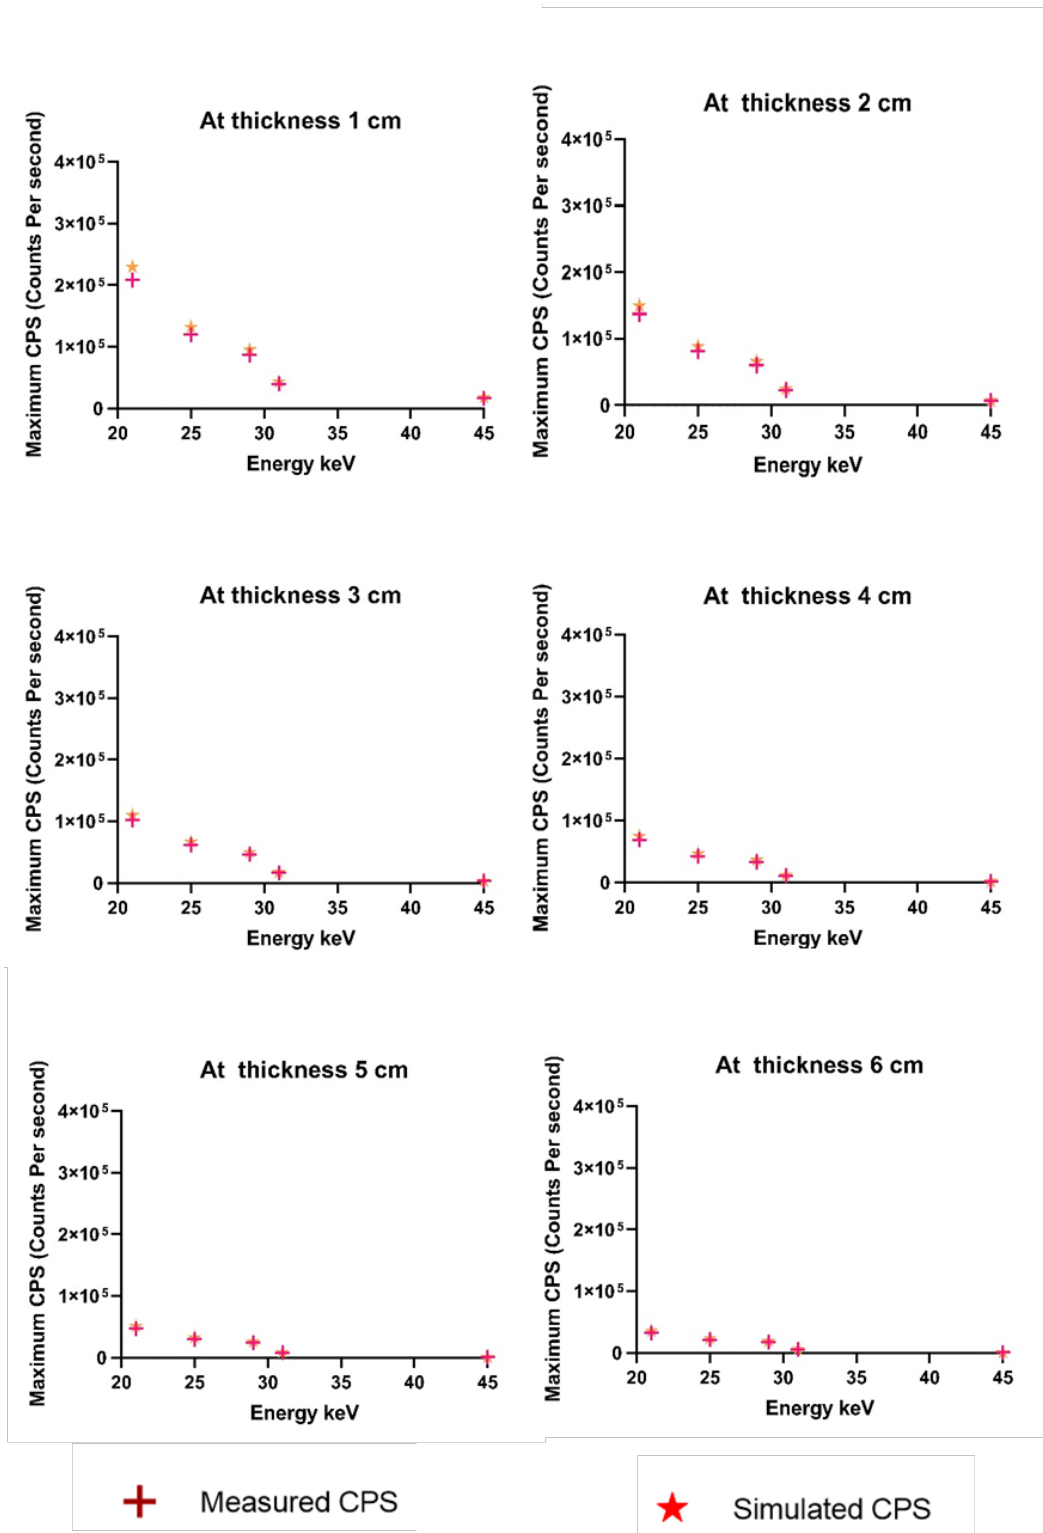 At thickness 1 cm
Maximum CPS (Counts Per second)
4×10⁵
3×10⁵
2×10⁵
1×10⁵
0
20 25 30 35 40 45
Energy keV
At thickness 2 cm
Maximum CPS (Counts Per second)
4×10⁵
3×10⁵
2×10⁵
1×10⁵
0
20 25 30 35 40 45
Energy keV
At thickness 3 cm
Maximum CPS (Counts Per second)
4×10⁵
3×10⁵
2×10⁵
1×10⁵
0
20 25 30 35 40 45
Energy keV
At thickness 4 cm
Maximum CPS (Counts Per second)
4×10⁵
3×10⁵
2×10⁵
1×10⁵
0
20 25 30 35 40 45
Energy keV
At thickness 5 cm
Maximum CPS (Counts Per second)
4×10⁵
3×10⁵
2×10⁵
1×10⁵
0
20 25 30 35 40 45
Energy keV
At thickness 6 cm
Maximum CPS (Counts Per second)
4×10⁵
3×10⁵
2×10⁵
1×10⁵
0
20 25 30 35 40 45
Energy keV
Measured CPS
Simulated CPS